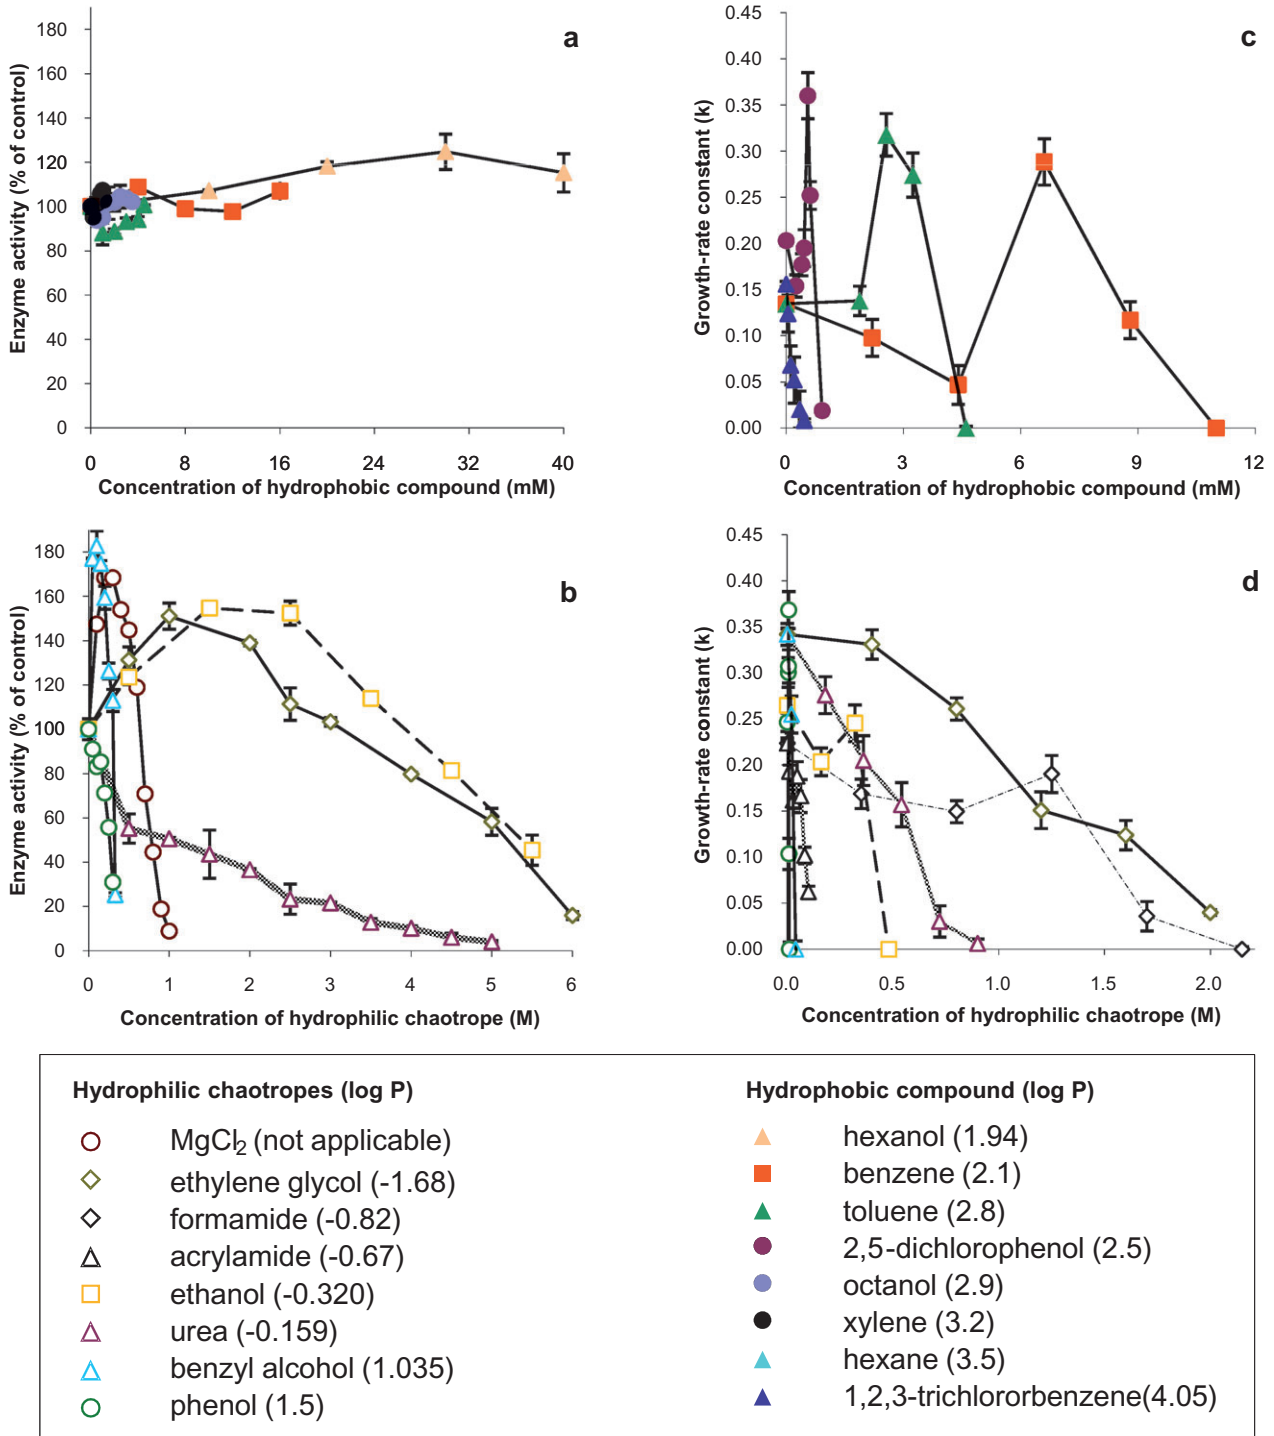 a
Enzyme activity (% of control)
180
160
140
120
100
80
60
40
20
0
0 8 16 24 32 40
Concentration of hydrophobic compound (mM)
c
Growth-rate constant (k)
0.45
0.40
0.35
0.30
0.25
0.20
0.15
0.10
0.05
0.00
0 3 6 9 12
Concentration of hydrophobic compound (mM)
b
Enzyme activity (% of control)
180
160
140
120
100
80
60
40
20
0
0 1 2 3 4 5 6
Concentration of hydrophilic chaotrope (M)
d
Growth-rate constant (k)
0.45
0.40
0.35
0.30
0.25
0.20
0.15
0.10
0.05
0.00
0.0 0.5 1.0 1.5 2.0
Concentration of hydrophilic chaotrope (M)
Hydrophilic chaotropes (log P)
MgCl2 (not applicable)
ethylene glycol (-1.68)
formamide (-0.82)
acrylamide (-0.67)
ethanol (-0.320)
urea (-0.159)
benzyl alcohol (1.035)
phenol (1.5)
Hydrophobic compound (log P)
hexanol (1.94)
benzene (2.1)
toluene (2.8)
2,5-dichlorophenol (2.5)
octanol (2.9)
xylene (3.2)
hexane (3.5)
1,2,3-trichlororbenzene(4.05)